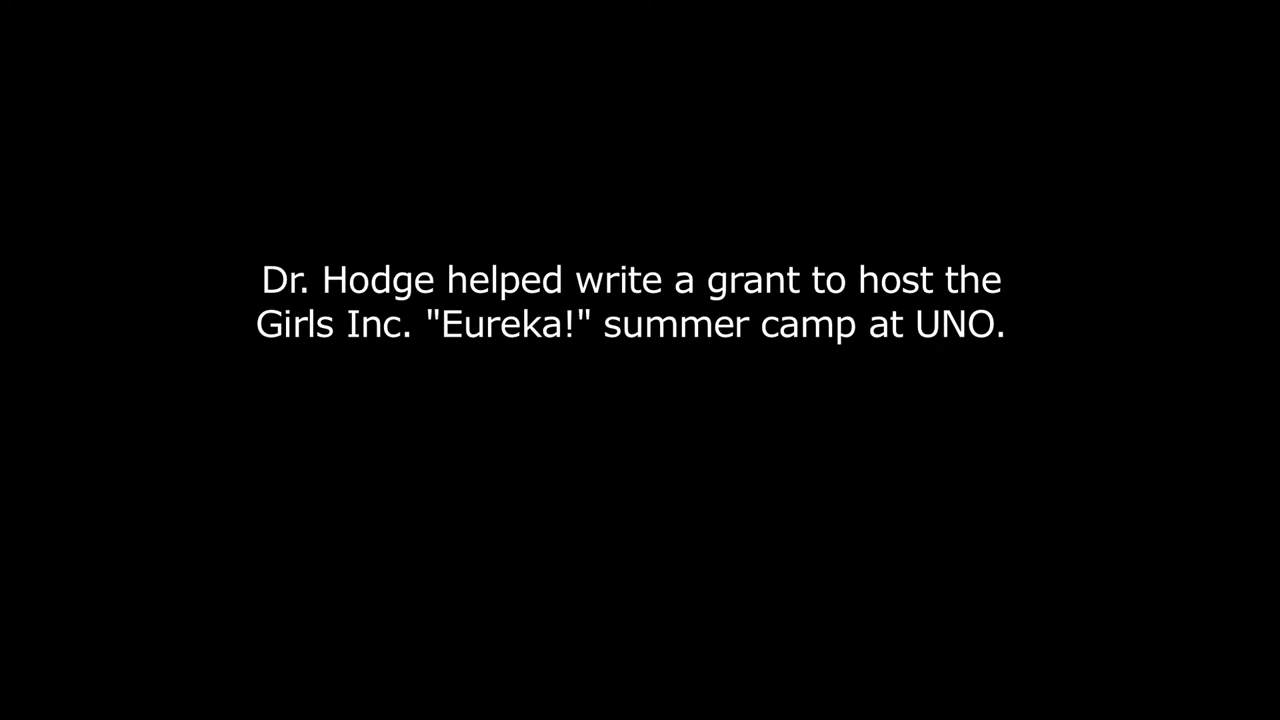 Dr. Hodge helped write a grant to host the
Girls Inc. "Eureka!" summer camp at UNO.